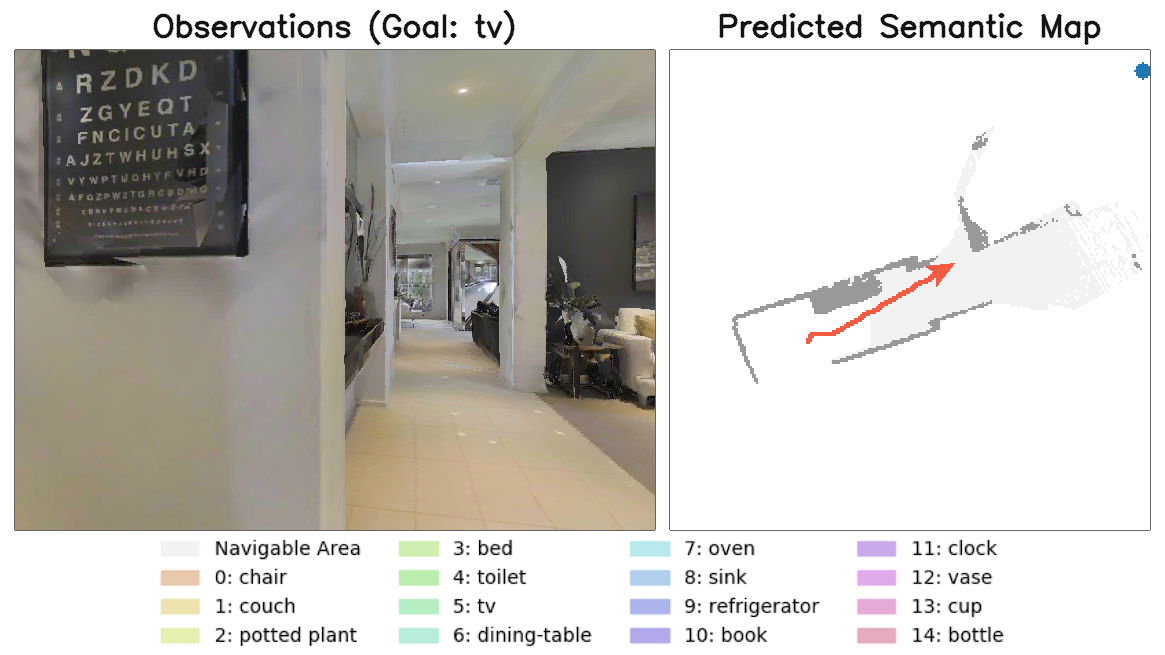 Observations (Goal: tv)
Predicted Semantic Map
RZDKD
ZGYEQT
FNCICUTA
AJZTWHUHSX
Navigable Area
0: chair
1: couch
2: potted plant
3: bed
4: toilet
5: tv
6: dining-table
7: oven
8: sink
9: refrigerator
10: book
11: clock
12: vase
13: cup
14: bottle